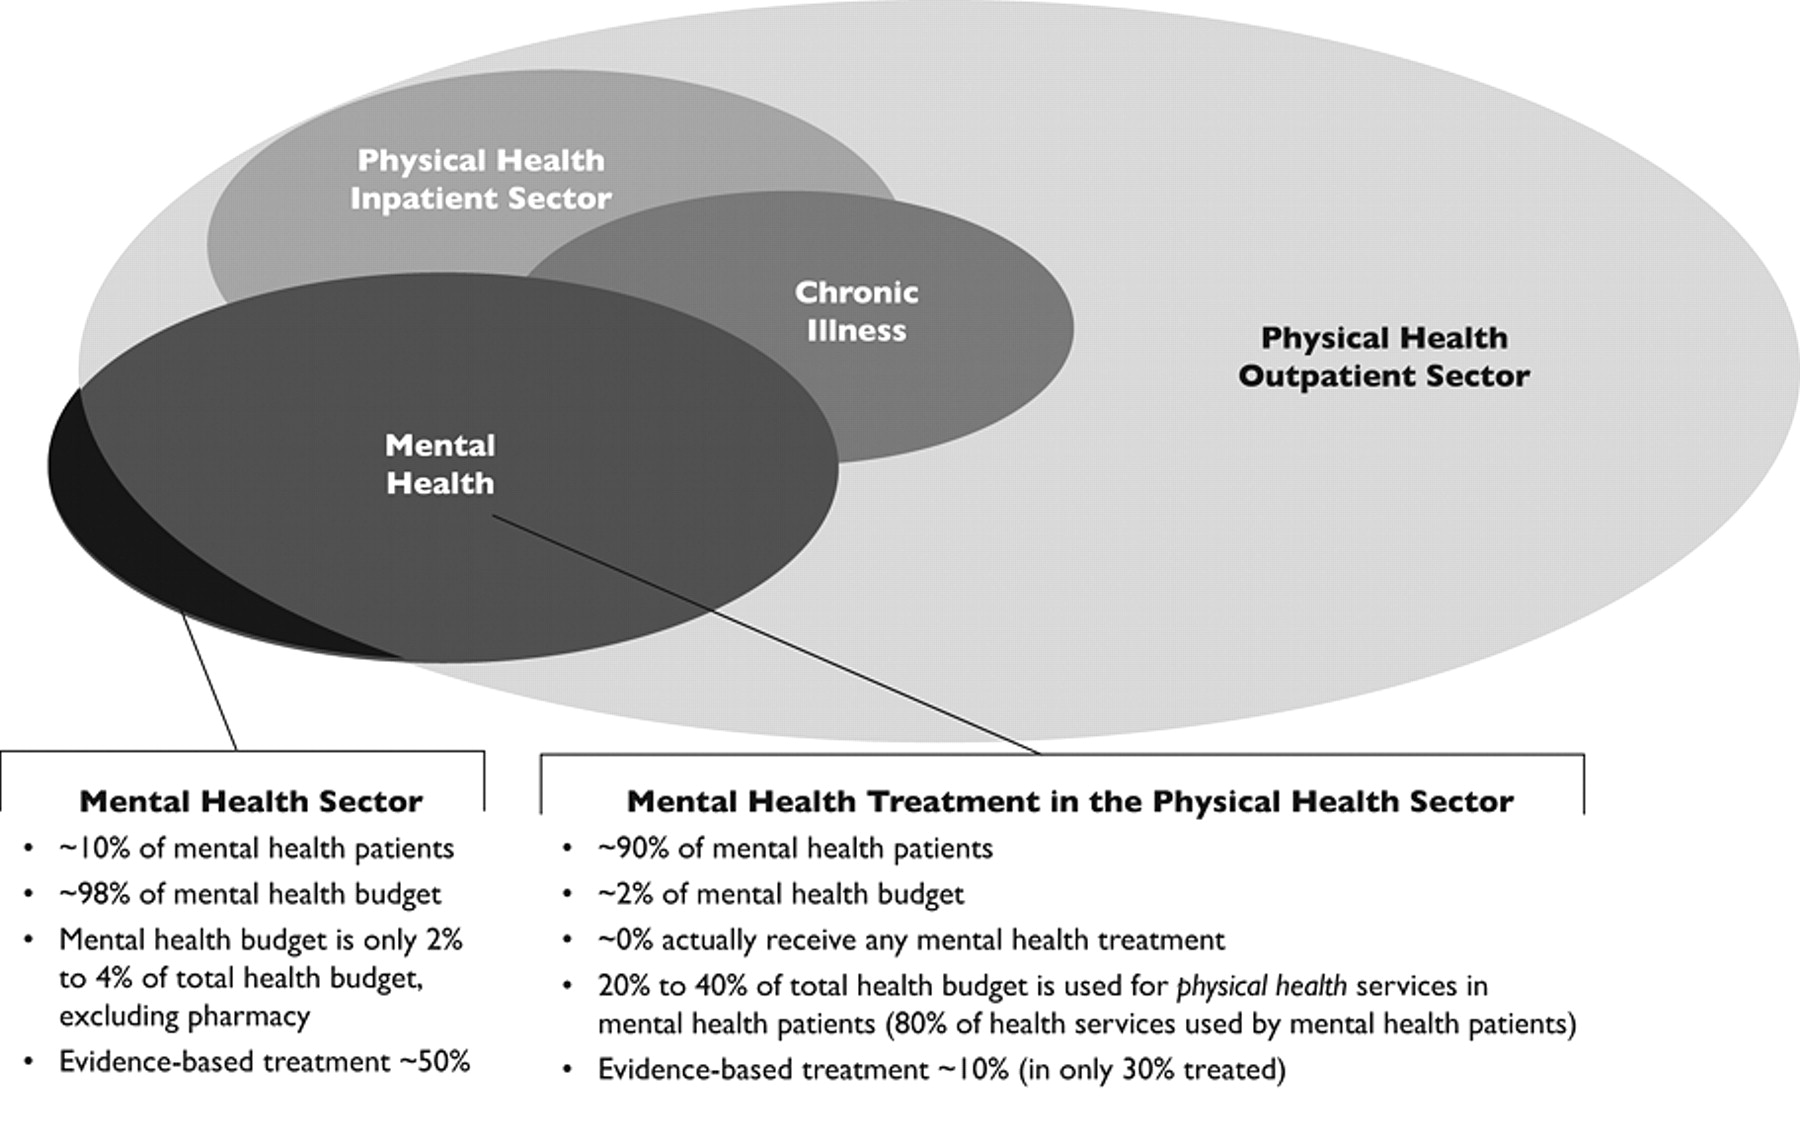 Physical Health
Inpatient Sector
Chronic
Illness
Physical Health
Outpatient Sector
Mental
Health
Mental Health Sector
• ~10% of mental health patients
• ~98% of mental health budget
• Mental health budget is only 2%
to 4% of total health budget,
excluding pharmacy
• Evidence-based treatment ~50%
Mental Health Treatment in the Physical Health Sector
• ~90% of mental health patients
• ~2% of mental health budget
• ~0% actually receive any mental health treatment
• 20% to 40% of total health budget is used for physical health services in
mental health patients (80% of health services used by mental health patients)
• Evidence-based treatment ~10% (in only 30% treated)